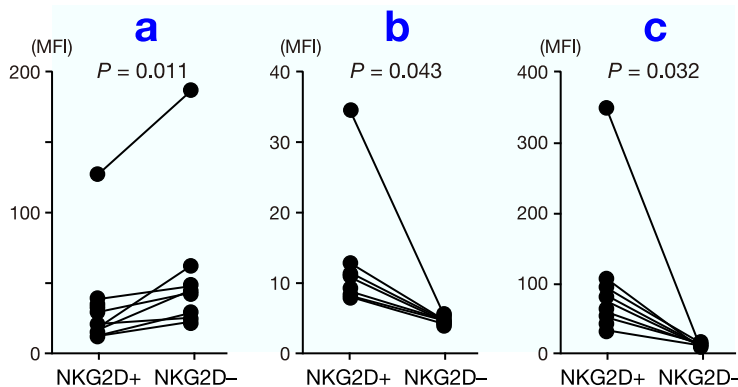 a b c
(MFI) (MFI) (MFI)
P = 0.011 P = 0.043 P = 0.032
200 40 400
30 300
100 20 200
10 100
0 0 0
NKG2D+ NKG2D– NKG2D+ NKG2D– NKG2D+ NKG2D–